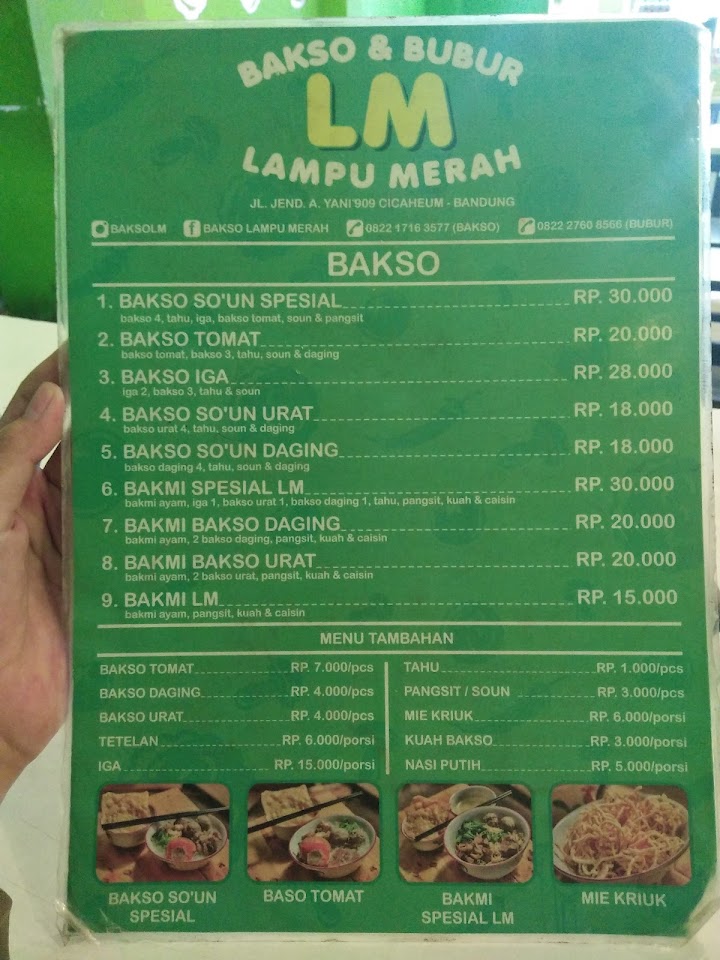 BAKSO & BUBUR
LM
LAMPU MERAH
JL. JEND. A. YANI'909 CICAHEUM - BANDUNG
BAKSOLM BAKSO LAMPU MERAH 0822 1716 3577 (BAKSO) 0822 2760 8566 (BUBUR)
BAKSO
1. BAKSO SO'UN SPESIAL RP. 30.000
bakso 4, tahu, iga, bakso tomat, soun & pangsit
2. BAKSO TOMAT RP. 20.000
bakso tomat, bakso 3, tahu, soun & daging
3. BAKSO IGA RP. 28.000
iga 2, bakso 3, tahu & soun
4. BAKSO SO'UN URAT RP. 18.000
bakso urat 4, tahu, soun & daging
5. BAKSO SO'UN DAGING RP. 18.000
bakso daging 4, tahu, soun & daging
6. BAKMI SPESIAL LM RP. 30.000
bakmi ayam, iga 1, bakso urat 1, bakso daging 1, tahu, pangsit, kuah & caisin
7. BAKMI BAKSO DAGING RP. 20.000
bakmi ayam, 2 bakso daging, pangsit, kuah & caisin
8. BAKMI BAKSO URAT RP. 20.000
bakmi ayam, 2 bakso urat, pangsit, kuah & caisin
9. BAKMI LM RP. 15.000
bakmi ayam, pangsit, kuah & caisin
MENU TAMBAHAN
BAKSO TOMAT RP. 7.000/pcs
BAKSO DAGING RP. 4.000/pcs
BAKSO URAT RP. 4.000/pcs
TETELAN RP. 6.000/porsi
IGA RP. 15.000/porsi
TAHU RP. 1.000/pcs
PANGSIT / SOUN RP. 3.000/pcs
MIE KRIUK RP. 6.000/porsi
KUAH BAKSO RP. 3.000/porsi
NASI PUTIH RP. 5.000/porsi
BAKSO SO'UN
SPESIAL
BASO TOMAT
BAKMI
SPESIAL LM
MIE KRIUK